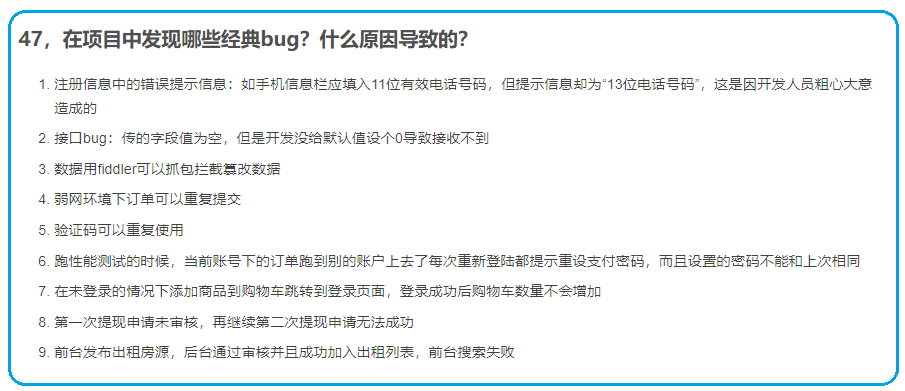 47，在项目中发现哪些经典bug？什么原因导致的？
1. 注册信息中的错误提示信息：如手机信息栏应填入11位有效电话号码，但提示信息却为“13位电话号码”，这是因开发人员粗心大意
造成的
2. 接口bug：传的字段值为空，但是开发没给默认值设个0导致接收不到
3. 数据用fiddler可以抓包拦截篡改数据
4. 弱网环境下订单可以重复提交
5. 验证码可以重复使用
6. 跑性能测试的时候，当前账号下的订单跑到别的账户上去了每次重新登陆都提示重设支付密码，而且设置的密码不能和上次相同
7. 在未登录的情况下添加商品到购物车跳转到登录页面，登录成功后购物车数量不会增加
8. 第一次提现申请未审核，再继续第二次提现申请无法成功
9. 前台发布出租房源，后台通过审核并且成功加入出租列表，前台搜索失败